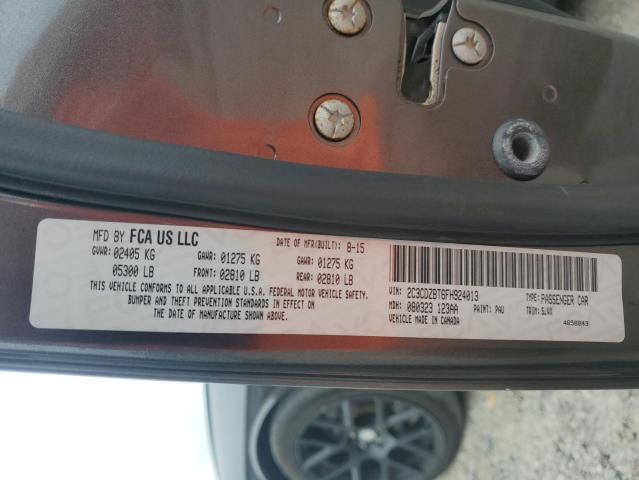 MFD BY FCA US LLC
DATE OF MFR(BUILT): 8-15
GVWR: 02405 KG GAWR: 01275 KG GAWR: 01275 KG
05300 LB FRONT: 02810 LB REAR: 02810 LB
THIS VEHICLE CONFORMS TO ALL APPLICABLE U.S.A. FEDERAL MOTOR VEHICLE SAFETY,
BUMPER AND THEFT PREVENTION STANDARDS IN EFFECT ON
THE DATE OF MANUFACTURE SHOWN ABOVE.
VIN: 2C3CDZBT6FH924013 TYPE: PASSENGER CAR
MDH: 080323 123AA PAINT: PAU TRIM: SJVX
VEHICLE MADE IN CANADA 4658843